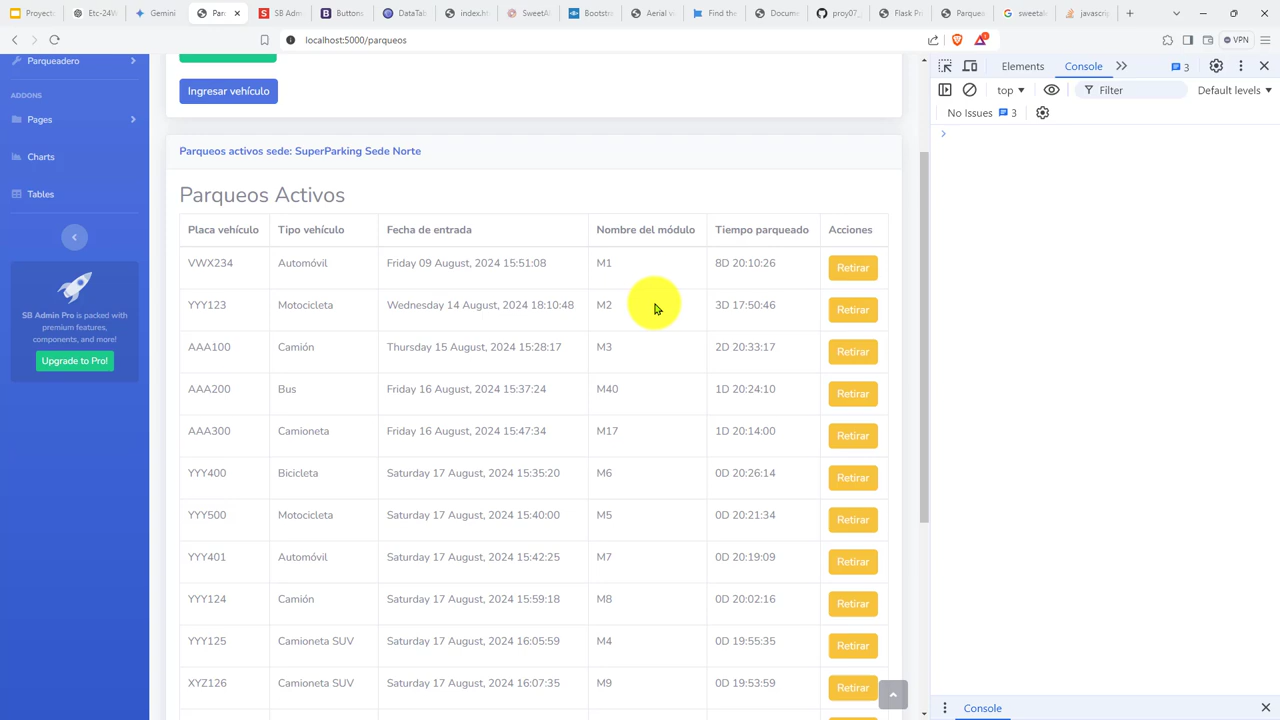 Proyect
Etc-24W
Gemini
Par
SB Adm
Buttons
DataTab
index.ht
SweetAl
Bootstra
Aerial v
Flowt
Docume
proy07_
Flask Pr
Parquea
sweetale
javascrip
localhost:5000/parqueos
VPN
Parqueadero
ADDONS
Pages
Charts
Tables
SB Admin Pro is packed with
premium features,
components, and more!
Upgrade to Pro!
Ingresar vehículo
Parqueos activos sede: SuperParking Sede Norte
Parqueos Activos
Placa vehículo Tipo vehículo Fecha de entrada Nombre del módulo Tiempo parqueado Acciones
VWX234 Automóvil Friday 09 August, 2024 15:51:08 M1 8D 20:10:26 Retirar
YYY123 Motocicleta Wednesday 14 August, 2024 18:10:48 M2 3D 17:50:46 Retirar
AAA100 Camión Thursday 15 August, 2024 15:28:17 M3 2D 20:33:17 Retirar
AAA200 Bus Friday 16 August, 2024 15:37:24 M40 1D 20:24:10 Retirar
AAA300 Camioneta Friday 16 August, 2024 15:47:34 M17 1D 20:14:00 Retirar
YYY400 Bicicleta Saturday 17 August, 2024 15:35:20 M6 0D 20:26:14 Retirar
YYY500 Motocicleta Saturday 17 August, 2024 15:40:00 M5 0D 20:21:34 Retirar
YYY401 Automóvil Saturday 17 August, 2024 15:42:25 M7 0D 20:19:09 Retirar
YYY124 Camión Saturday 17 August, 2024 15:59:18 M8 0D 20:02:16 Retirar
YYY125 Camioneta SUV Saturday 17 August, 2024 16:05:59 M4 0D 19:55:35 Retirar
XYZ126 Camioneta SUV Saturday 17 August, 2024 16:07:35 M9 0D 19:53:59 Retirar
Elements Console 3
top Filter Default levels
No Issues 3
Console